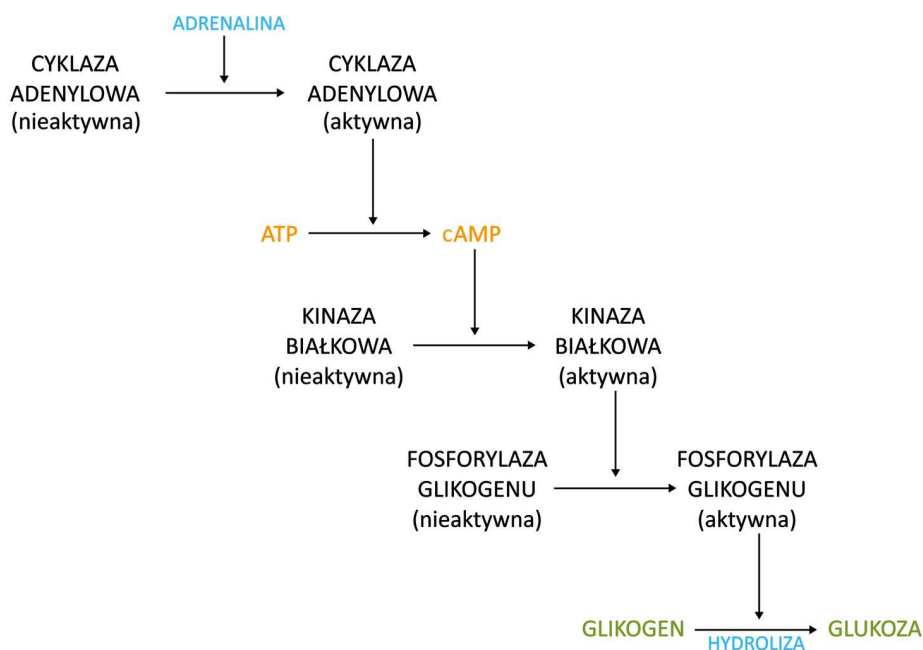 ADRENALINA
CYKLAZA
ADENYLOWA
(nieaktywna)
CYKLAZA
ADENYLOWA
(aktywna)
ATP
cAMP
KINAZA
BIAŁKOWA
(nieaktywna)
KINAZA
BIAŁKOWA
(aktywna)
FOSFORYLAZA
GLIKOGENU
(nieaktywna)
FOSFORYLAZA
GLIKOGENU
(aktywna)
GLIKOGEN
HYDROLIZA
GLUKOZA